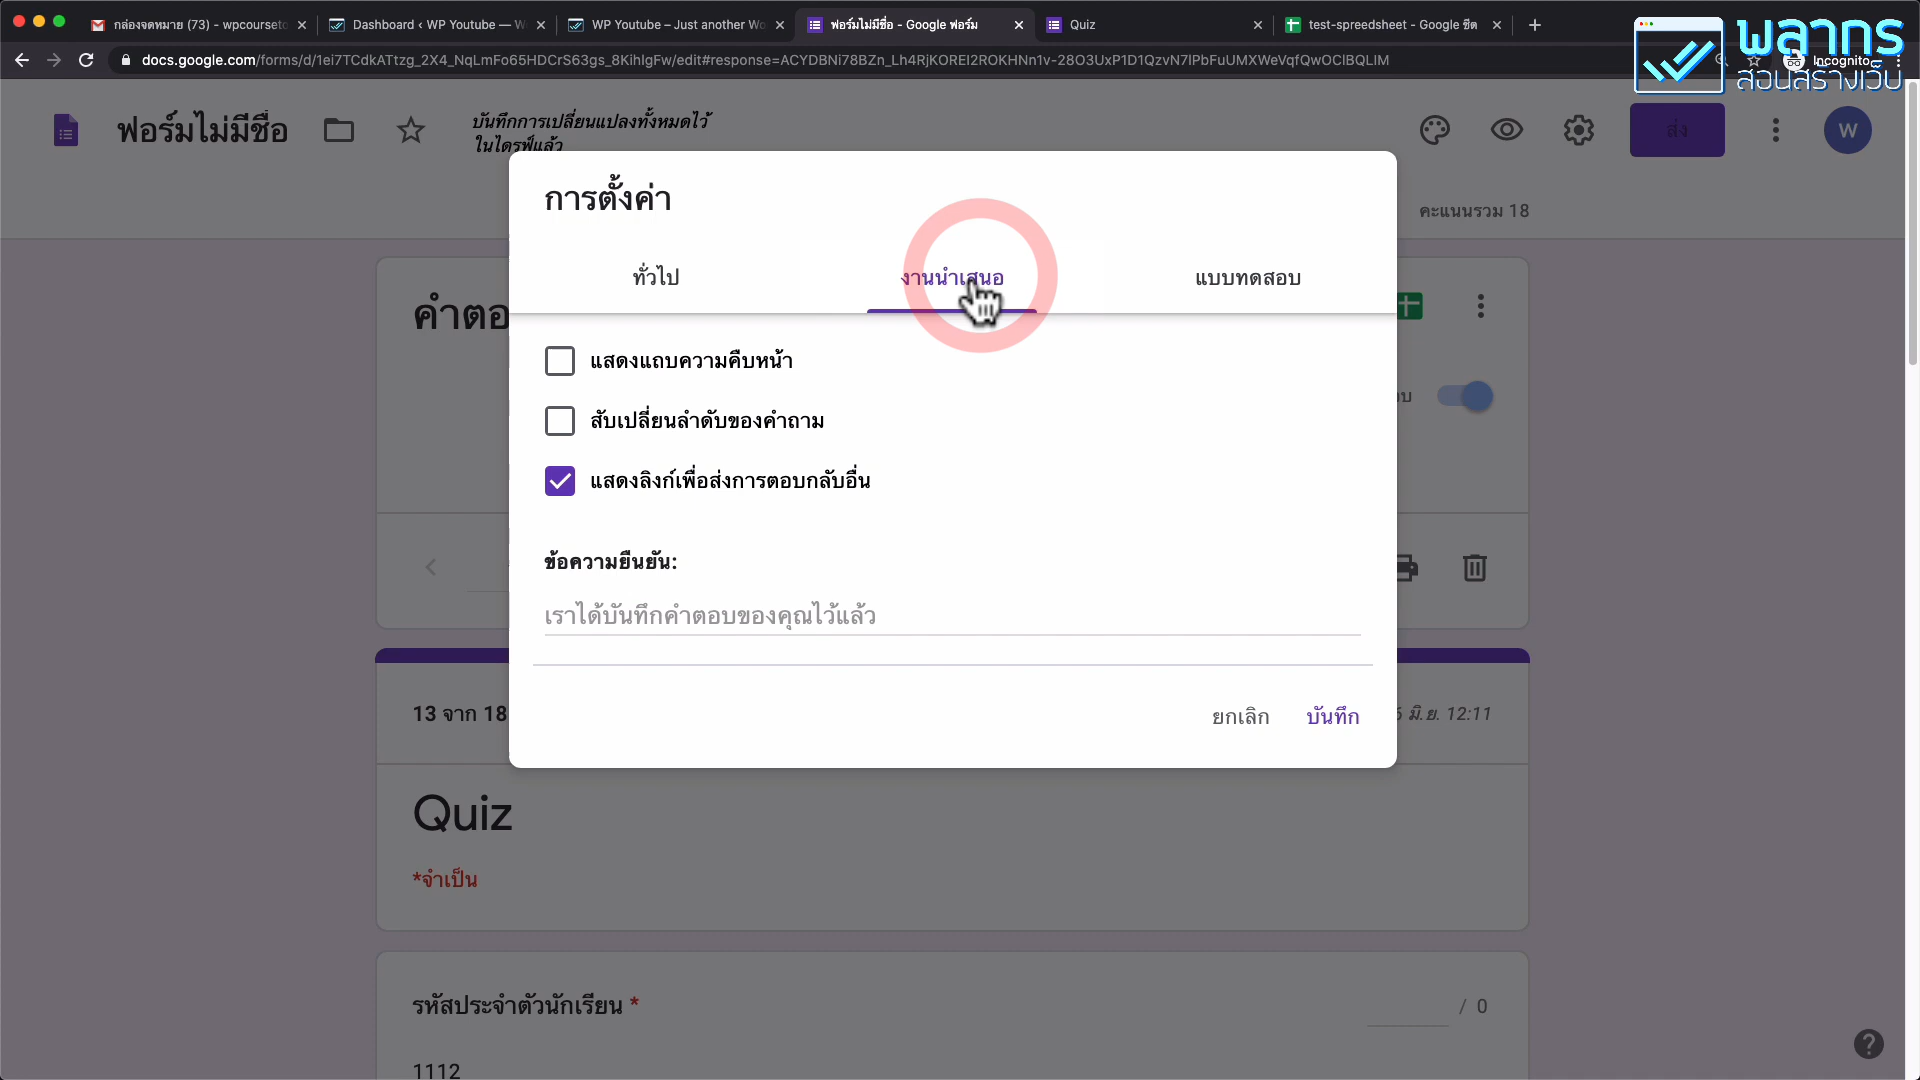 กล่องจดหมาย (73) - wpcourseto
Dashboard ‹ WP Youtube — W
WP Youtube – Just another Wo
ฟอร์มไม่มีชื่อ - Google ฟอร์ม
Quiz
test-spreedsheet - Google ชีต
พลากร
สอนสร้างเว็บ
docs.google.com/forms/d/1ei7TCdkATtzg_2X4_NqLmFo65HDCrS63gs_8KihlgFw/edit#response=ACYDBNi78BZn_Lh4RjKOREI2ROKHNn1v-28O3UxP1D1QzvN7lPbFuUMXWeVqfQwOClBQLIM
Incognito
ฟอร์มไม่มีชื่อ
บันทึกการเปลี่ยนแปลงทั้งหมดไว้
ในไดรฟ์แล้ว
ส่ง
W
คะแนนรวม 18
การตั้งค่า
ทั่วไป
งานนำเสนอ
แบบทดสอบ
คำตอ
แสดงแถบความคืบหน้า
สับเปลี่ยนลำดับของคำถาม
แสดงลิงก์เพื่อส่งการตอบกลับอื่น
ข้อความยืนยัน:
เราได้บันทึกคำตอบของคุณไว้แล้ว
ยกเลิก
บันทึก
13 จาก 18
มิ.ย. 12:11
Quiz
*จำเป็น
รหัสประจำตัวนักเรียน *
/ 0
1112